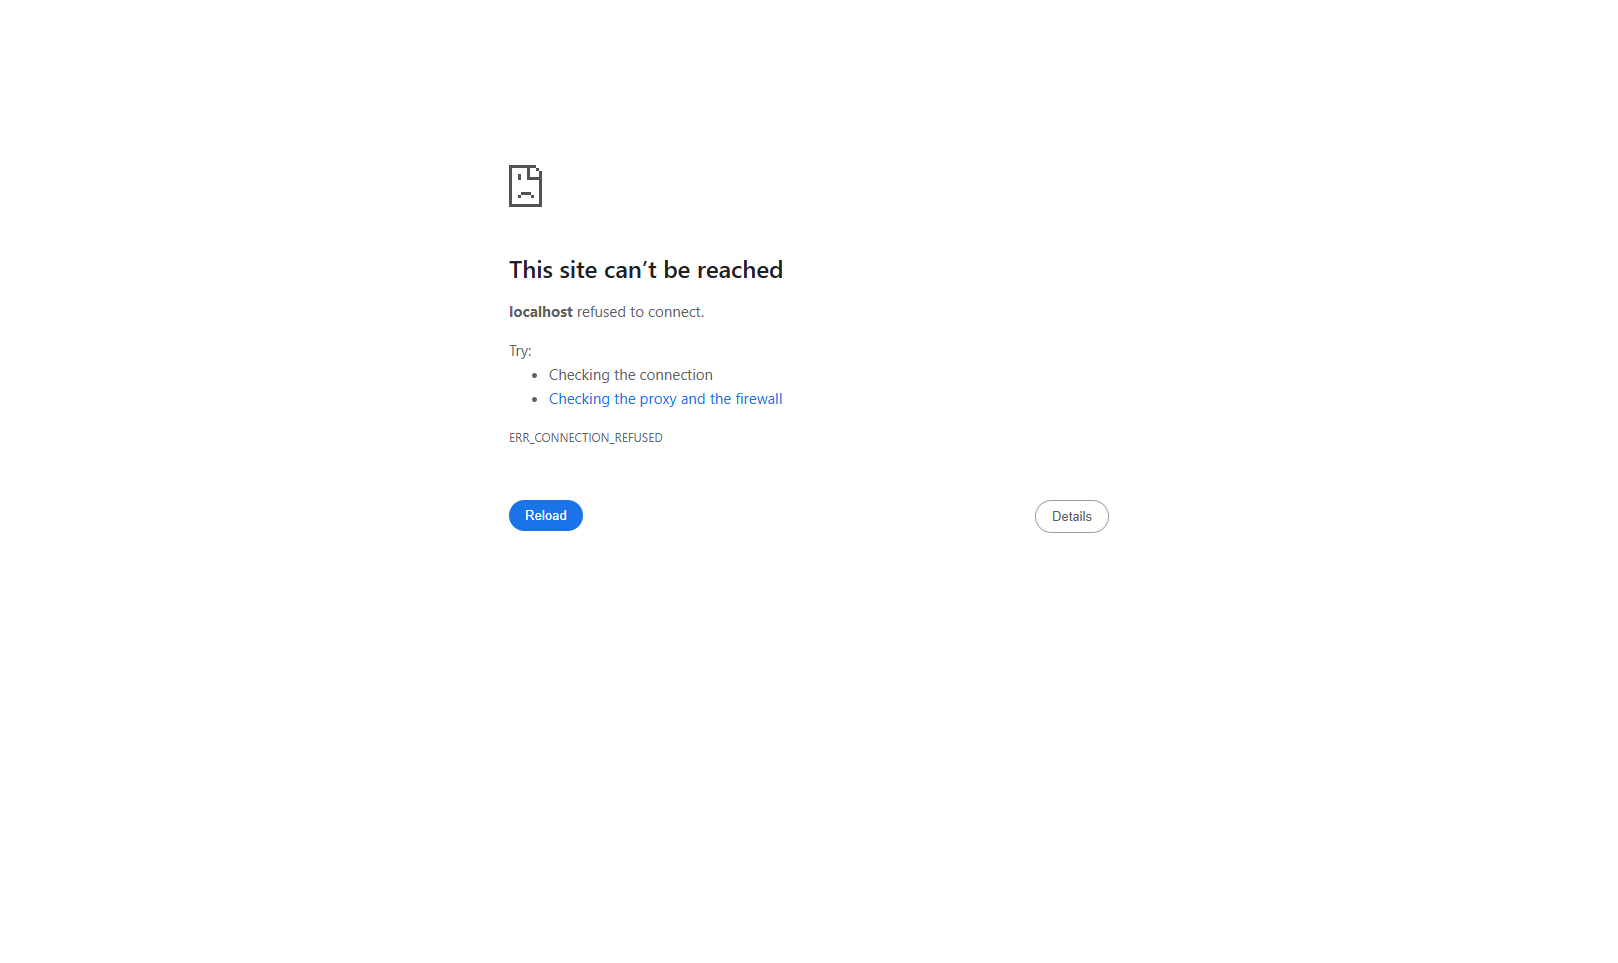 This site can’t be reached
localhost refused to connect.
Try:
Checking the connection
Checking the proxy and the firewall
ERR_CONNECTION_REFUSED
Reload
Details